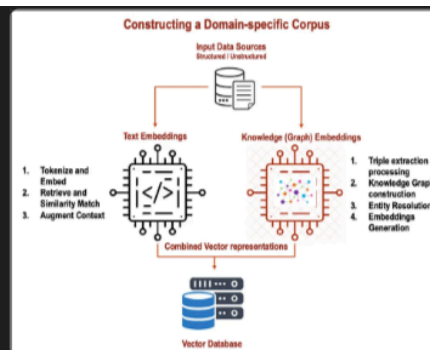 Constructing a Domain-specific Corpus
Input Data Sources
Structured / Unstructured
Text Embeddings
1. Tokenize and
Embed
2. Retrieve and
Similarity Match
3. Augment Context
</>
Knowledge (Graph) Embeddings
1. Triple extraction
processing
2. Knowledge Grap
construction
3. Entity Resolution
4. Embeddings
Generation
Combined Vector representations
Vector Database